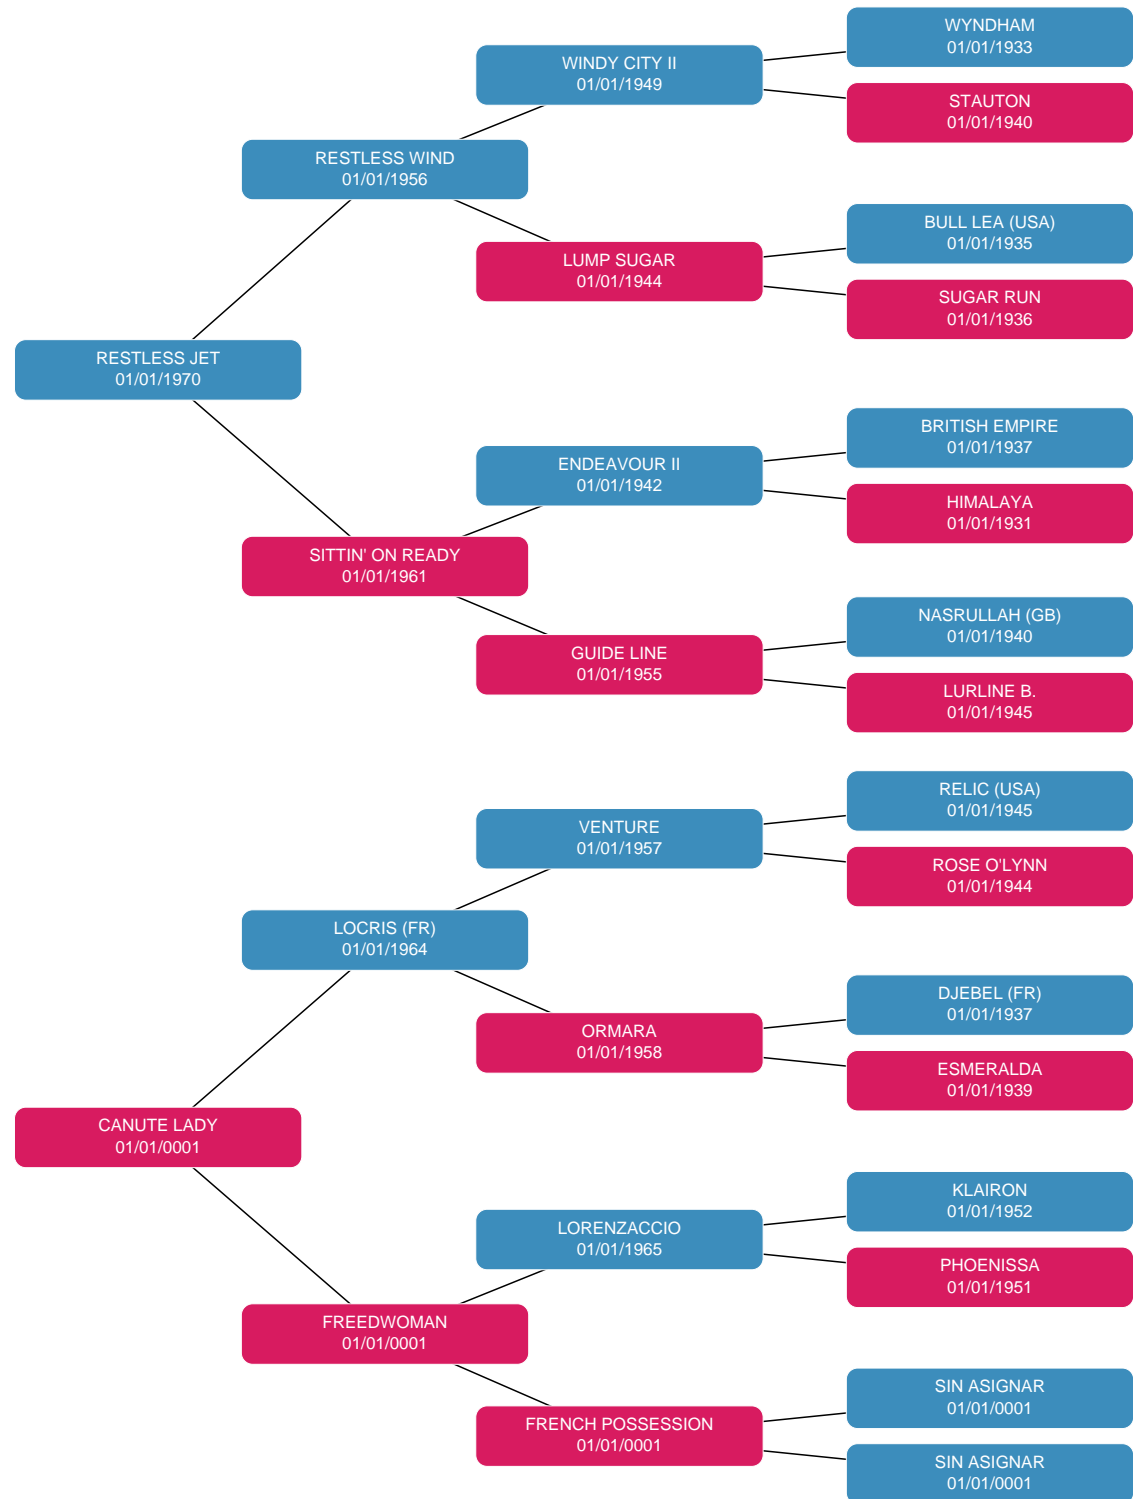 WYNDHAM
01/01/1933
WINDY CITY II
01/01/1949
STAUTON
01/01/1940
RESTLESS WIND
01/01/1956
BULL LEA (USA)
01/01/1935
LUMP SUGAR
01/01/1944
SUGAR RUN
01/01/1936
RESTLESS JET
01/01/1970
BRITISH EMPIRE
01/01/1937
ENDEAVOUR II
01/01/1942
HIMALAYA
01/01/1931
SITTIN' ON READY
01/01/1961
NASRULLAH (GB)
01/01/1940
GUIDE LINE
01/01/1955
LURLINE B.
01/01/1945
RELIC (USA)
01/01/1945
VENTURE
01/01/1957
ROSE O'LYNN
01/01/1944
LOCRIS (FR)
01/01/1964
DJEBEL (FR)
01/01/1937
ORMARA
01/01/1958
ESMERALDA
01/01/1939
CANUTE LADY
01/01/0001
KLAIRON
01/01/1952
LORENZACCIO
01/01/1965
PHOENISSA
01/01/1951
FREEDWOMAN
01/01/0001
SIN ASIGNAR
01/01/0001
FRENCH POSSESSION
01/01/0001
SIN ASIGNAR
01/01/0001